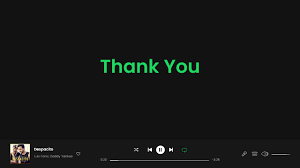 Thank You
Despacito
Luis Fonsi, Daddy Yankee